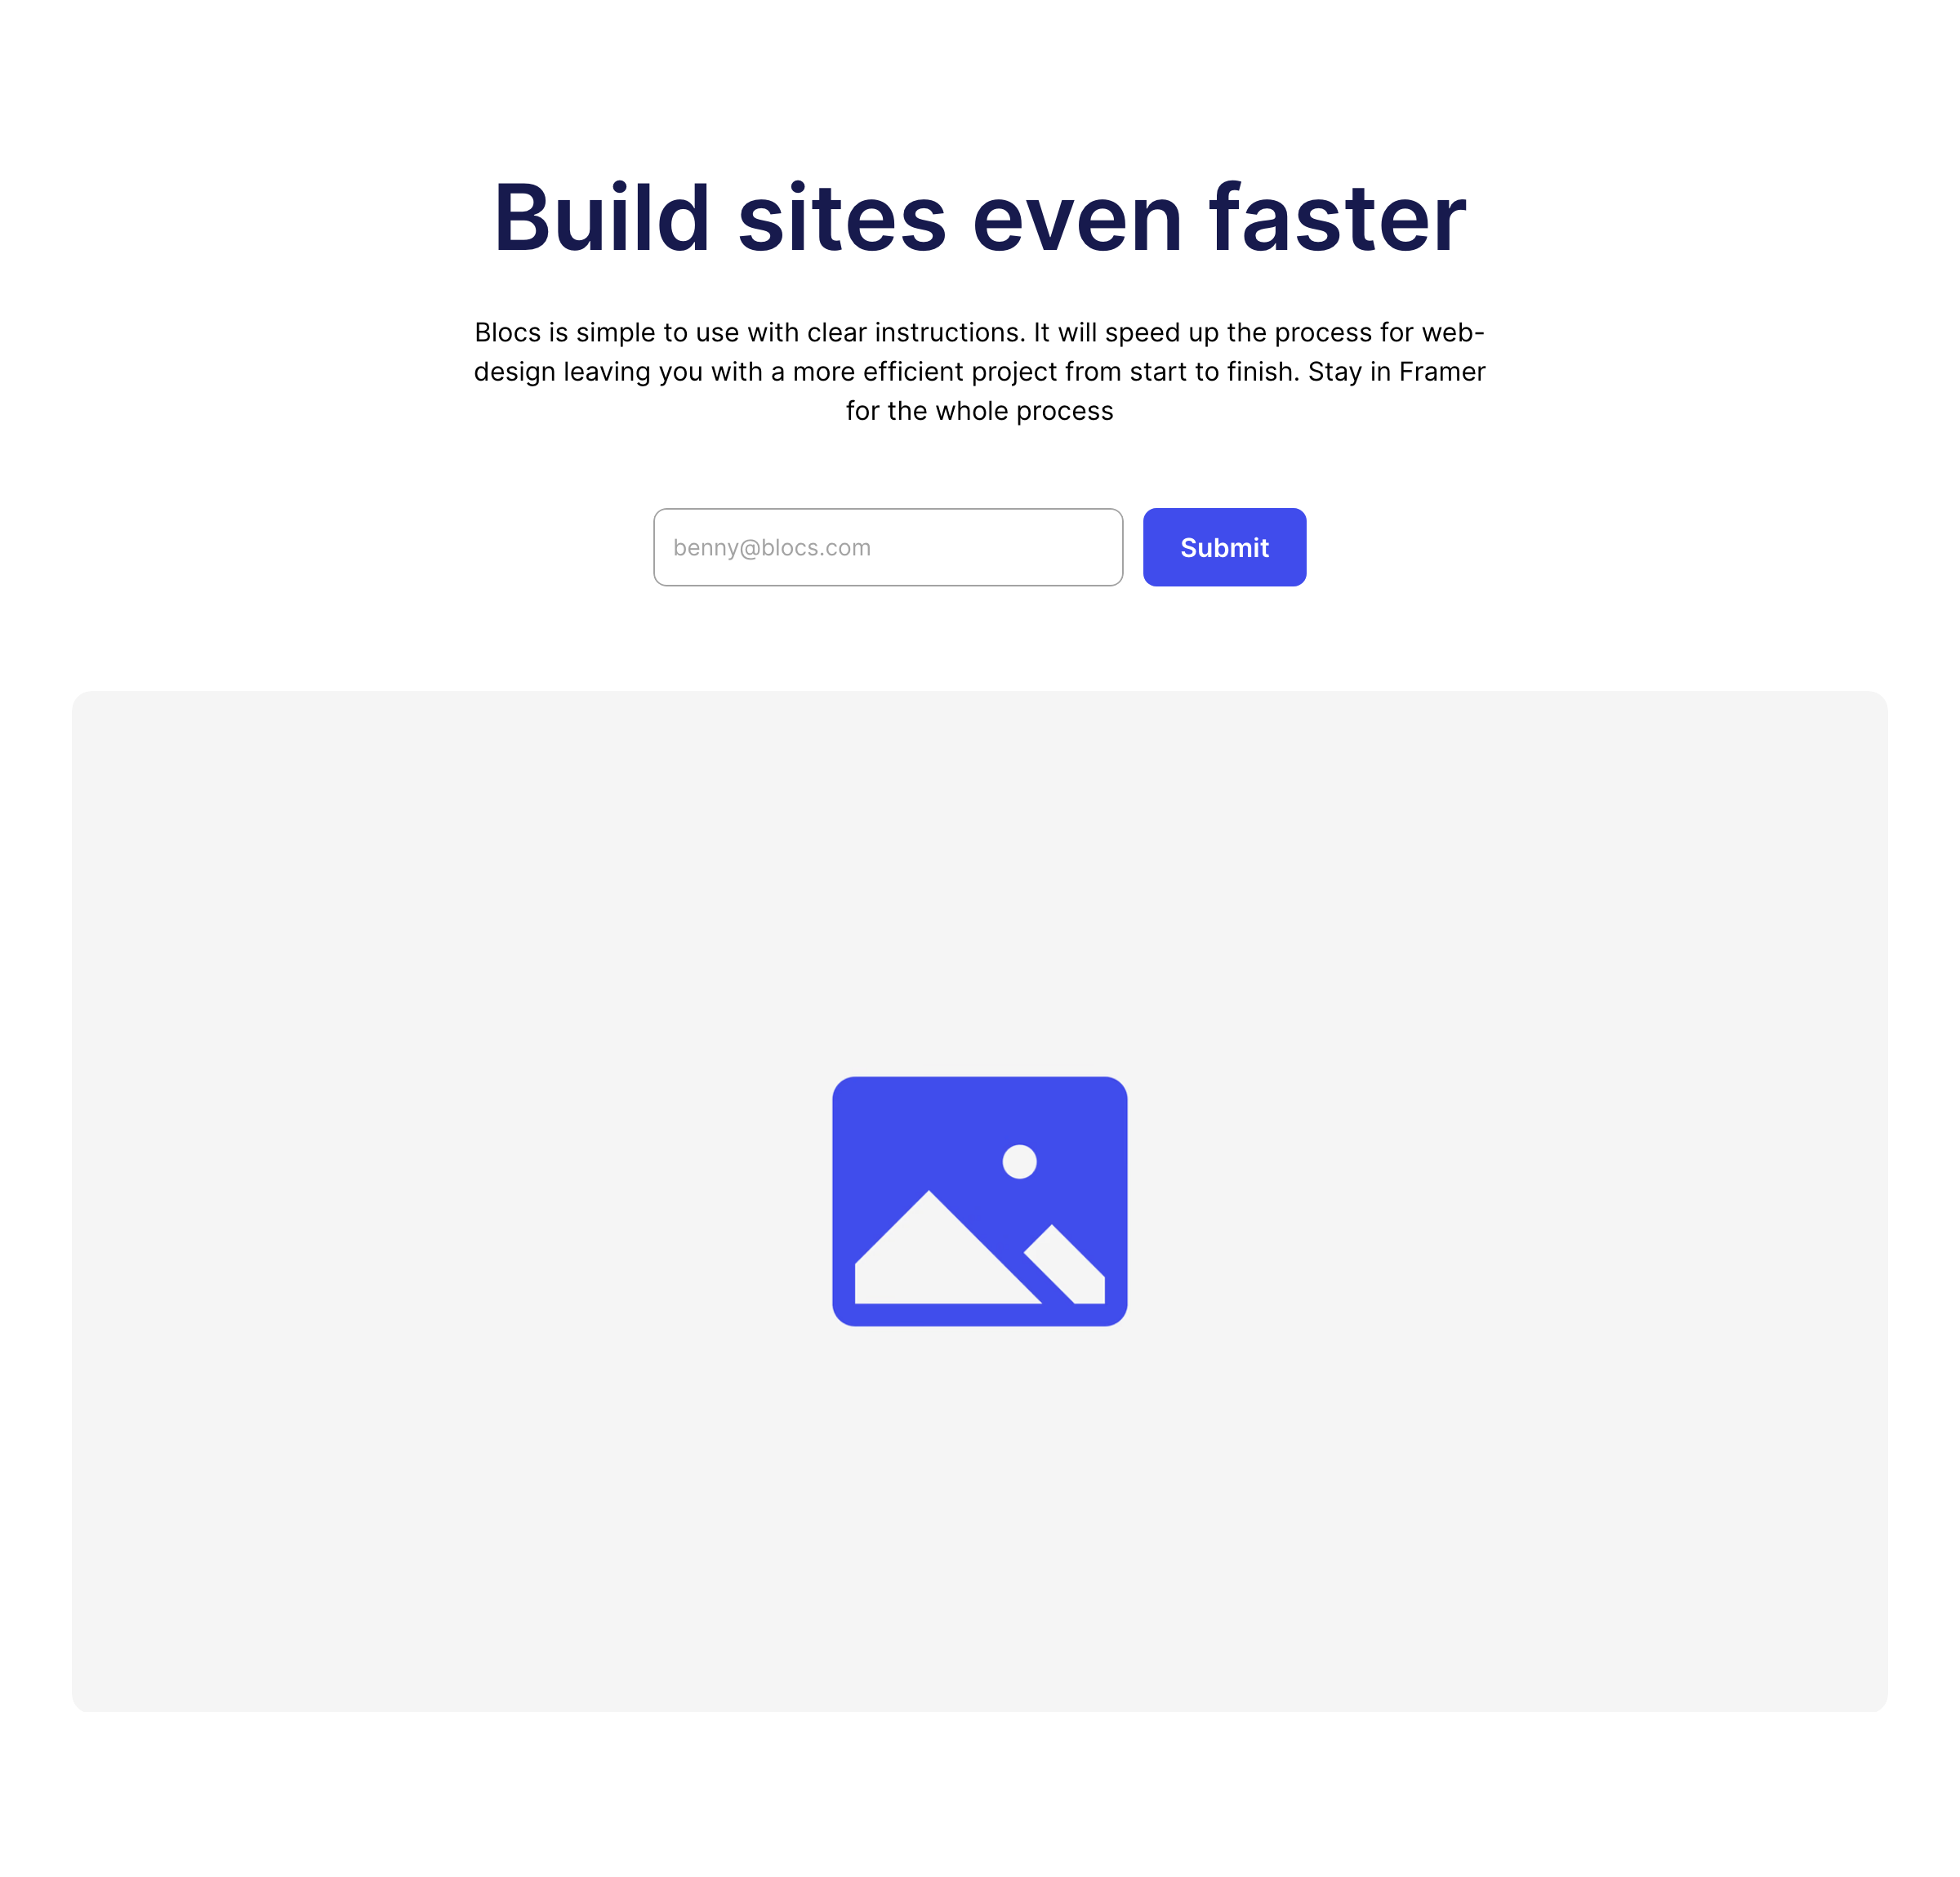 Build sites even faster
Blocs is simple to use with clear instructions. It will speed up the process for web-
design leaving you with a more efficient project from start to finish. Stay in Framer
for the whole process
benny@blocs.com
Submit